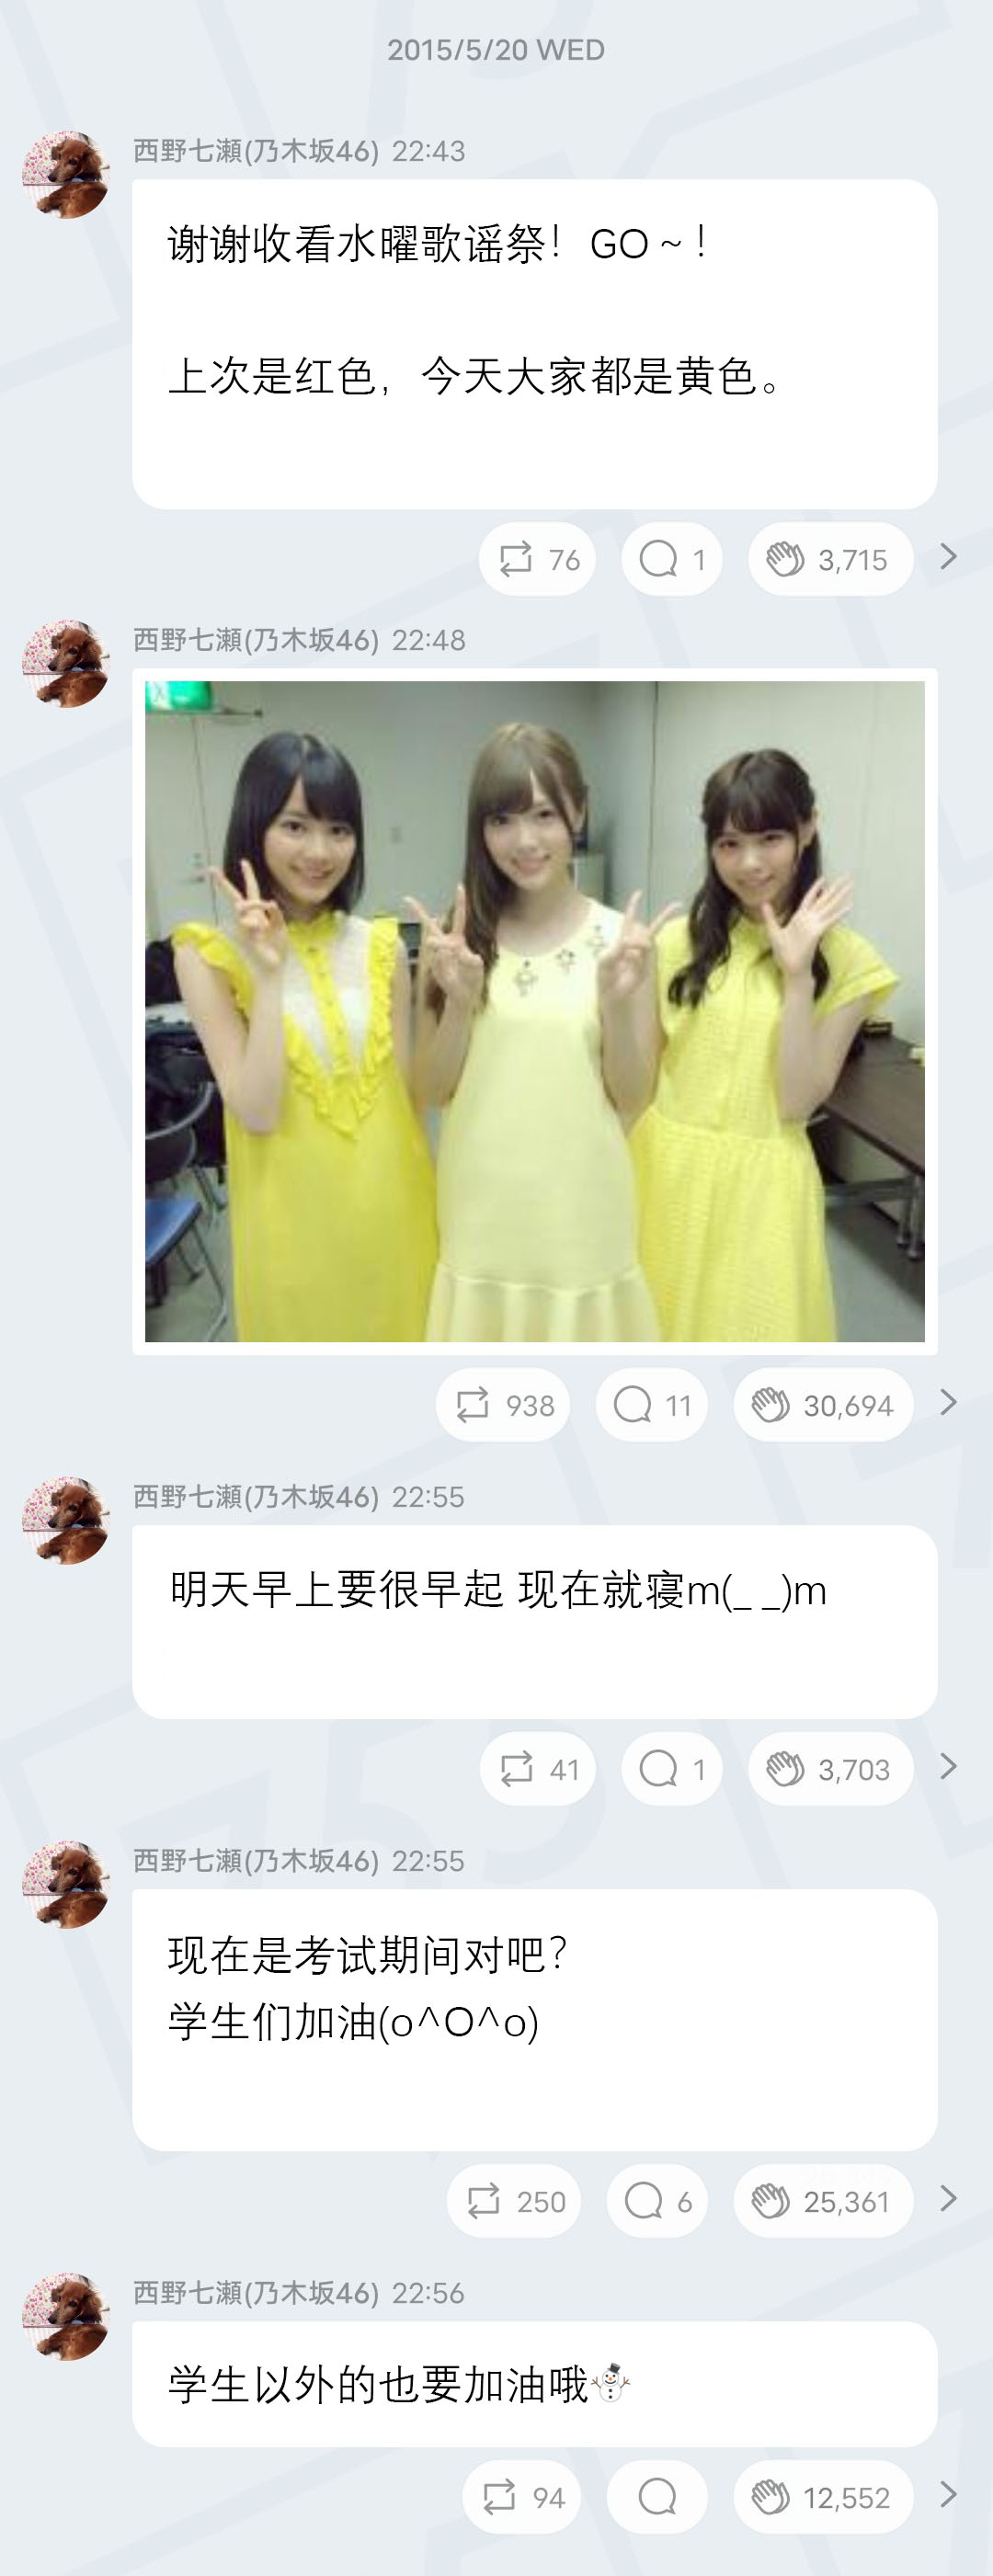 2015/5/20 WED
西野七瀬(乃木坂46) 22:43
谢谢收看水曜歌谣祭！GO～！
上次是红色，今天大家都是黄色。
76 1 3,715
西野七瀬(乃木坂46) 22:48
938 11 30,694
西野七瀬(乃木坂46) 22:55
明天早上要很早起 现在就寝m(_ _)m
41 1 3,703
西野七瀬(乃木坂46) 22:55
现在是考试期间对吧？
学生们加油(o^O^o)
250 6 25,361
西野七瀬(乃木坂46) 22:56
学生以外的也要加油哦⛄
94 12,552